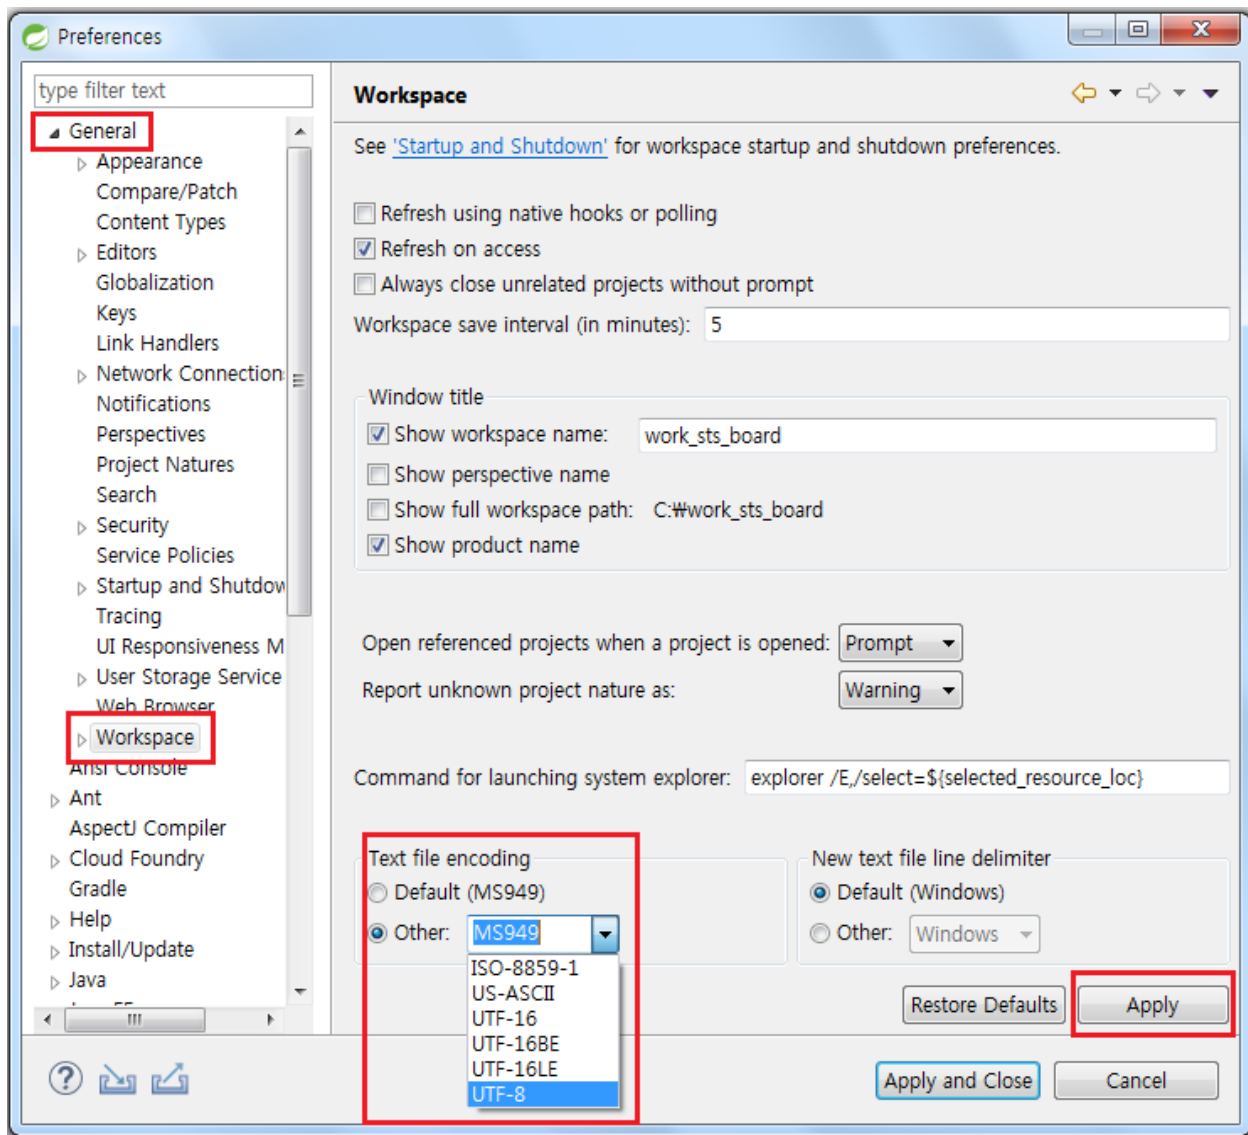 Preferences
type filter text
General
Appearance
Compare/Patch
Content Types
Editors
Globalization
Keys
Link Handlers
Network Connection
Notifications
Perspectives
Project Natures
Search
Security
Service Policies
Startup and Shutdow
Tracing
UI Responsiveness M
User Storage Service
Web Browser
Workspace
Ansi Console
Ant
AspectJ Compiler
Cloud Foundry
Gradle
Help
Install/Update
Java
Workspace
See 'Startup and Shutdown' for workspace startup and shutdown preferences.
Refresh using native hooks or polling
Refresh on access
Always close unrelated projects without prompt
Workspace save interval (in minutes): 5
Window title
Show workspace name: work_sts_board
Show perspective name
Show full workspace path: C:₩work_sts_board
Show product name
Open referenced projects when a project is opened: Prompt
Report unknown project nature as: Warning
Command for launching system explorer: explorer /E,/select=${selected_resource_loc}
Text file encoding
Default (MS949)
Other: MS949
ISO-8859-1
US-ASCII
UTF-16
UTF-16BE
UTF-16LE
UTF-8
New text file line delimiter
Default (Windows)
Other: Windows
Restore Defaults
Apply
Apply and Close
Cancel